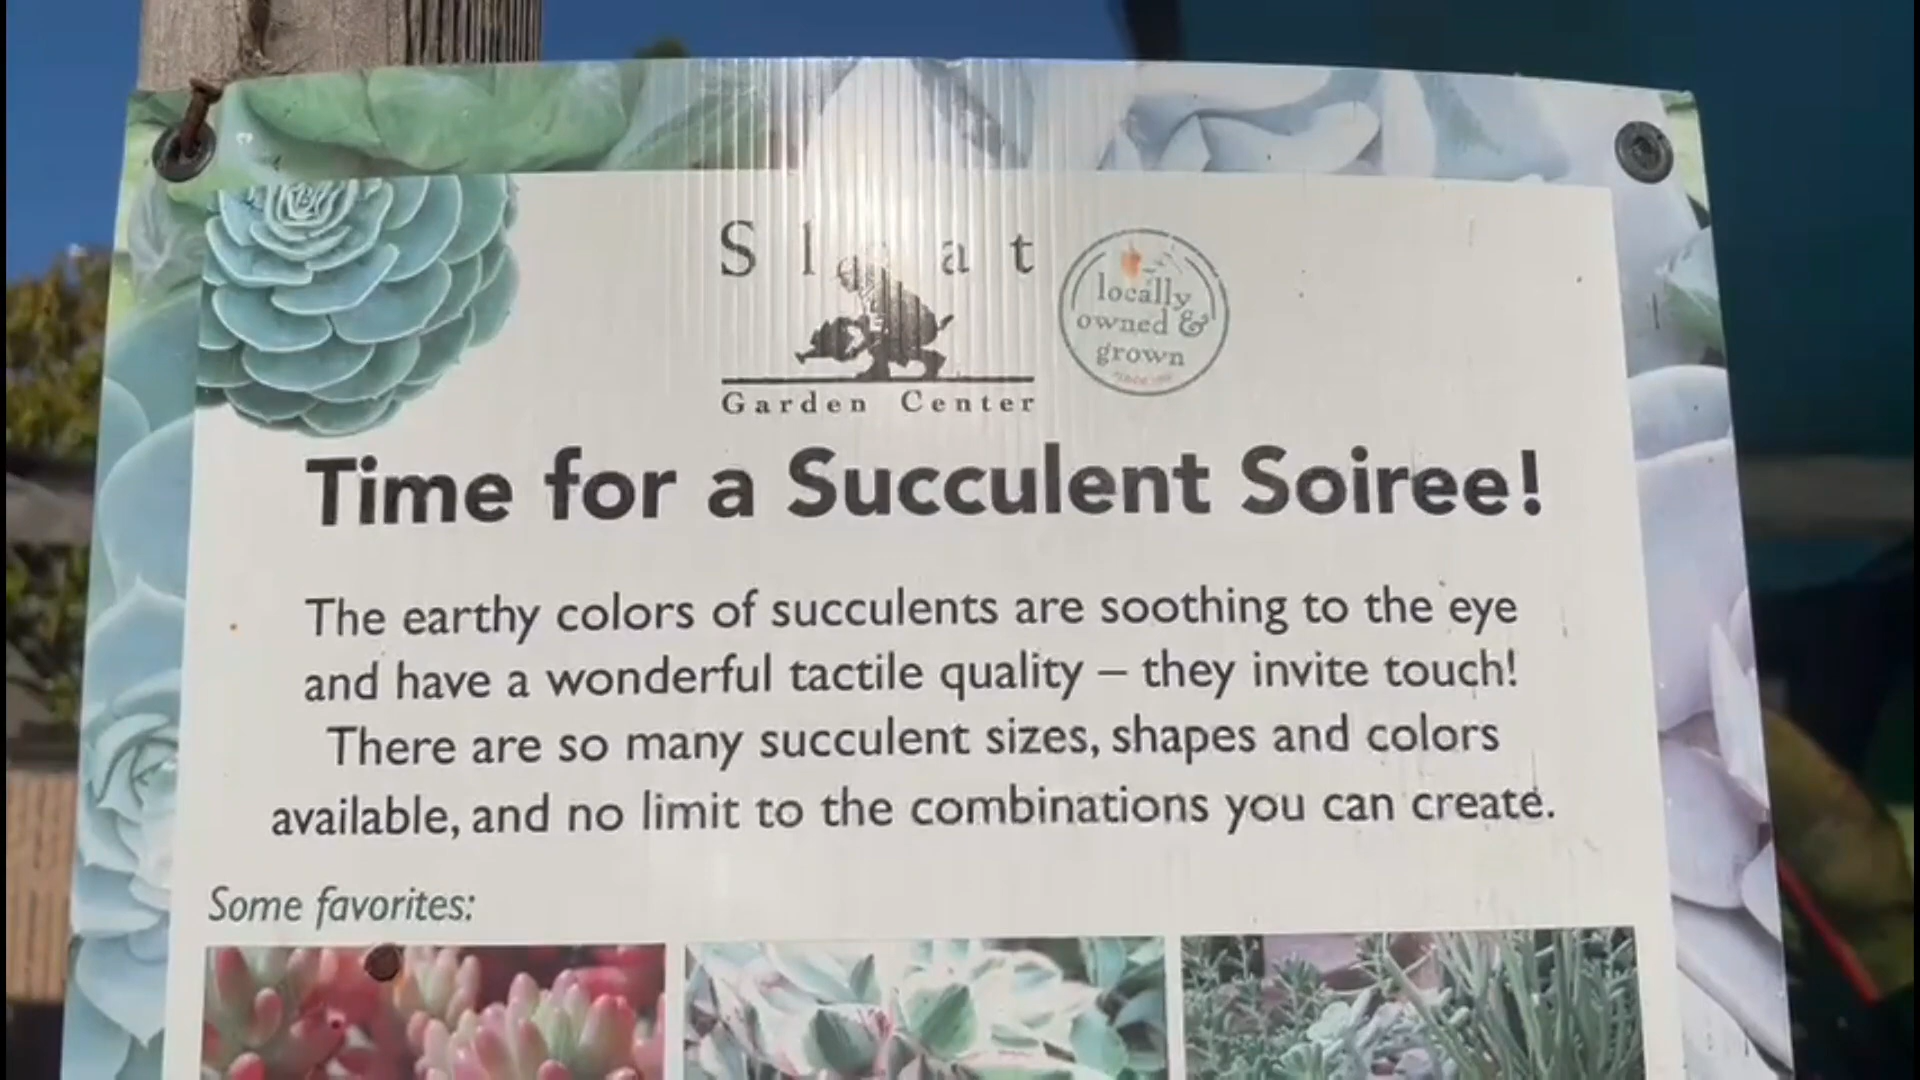 Sloat
Garden Center
locally
owned &
grown
Time for a Succulent Soiree!
The earthy colors of succulents are soothing to the eye
and have a wonderful tactile quality – they invite touch!
There are so many succulent sizes, shapes and colors
available, and no limit to the combinations you can create.
Some favorites: